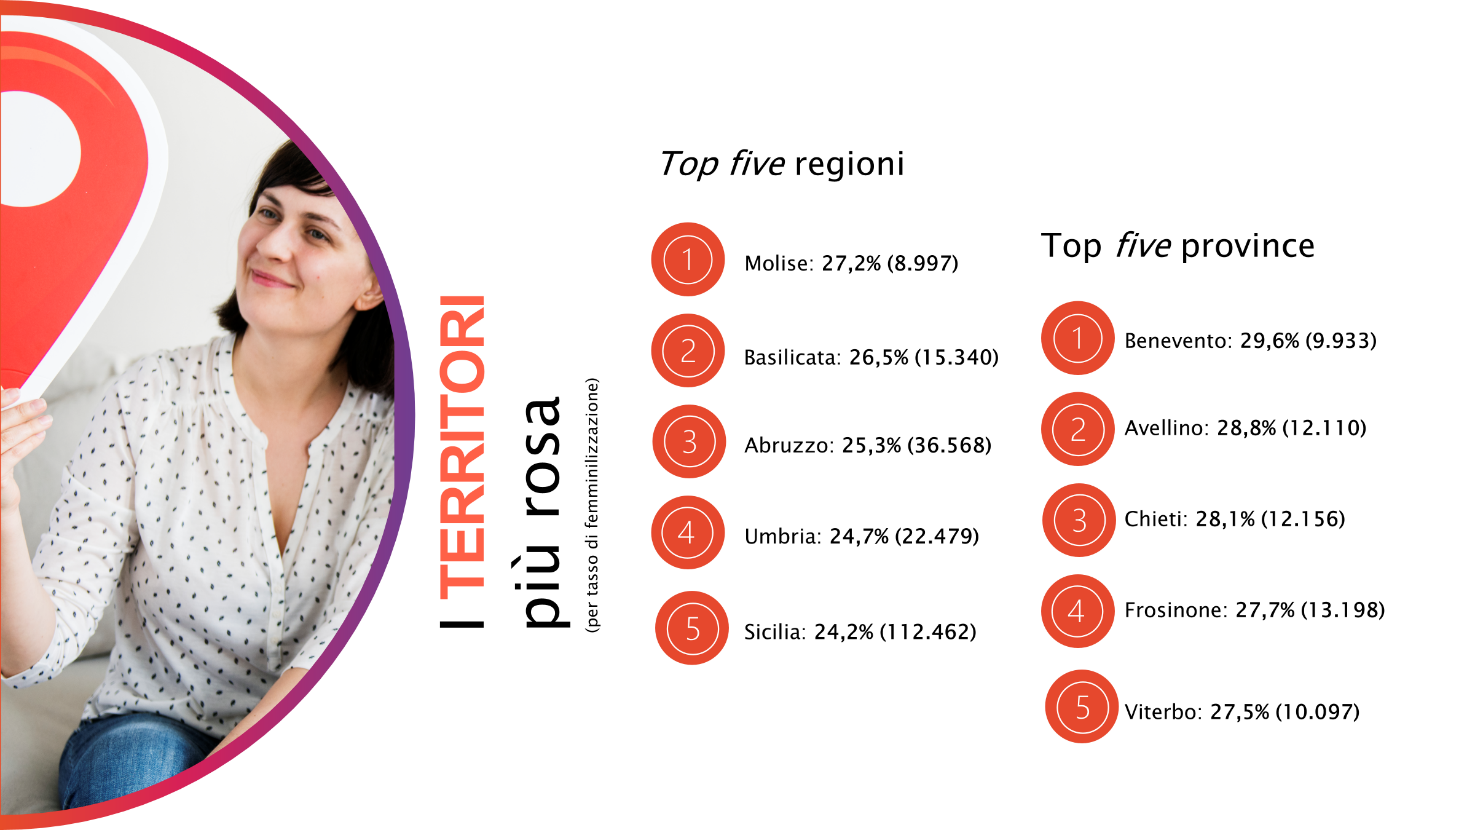 I TERRITORI
più rosa
(per tasso di femminilizzazione)
Top five regioni
1
Molise: 27,2% (8.997)
2
Basilicata: 26,5% (15.340)
3
Abruzzo: 25,3% (36.568)
4
Umbria: 24,7% (22.479)
5
Sicilia: 24,2% (112.462)
Top five province
1
Benevento: 29,6% (9.933)
2
Avellino: 28,8% (12.110)
3
Chieti: 28,1% (12.156)
4
Frosinone: 27,7% (13.198)
5
Viterbo: 27,5% (10.097)